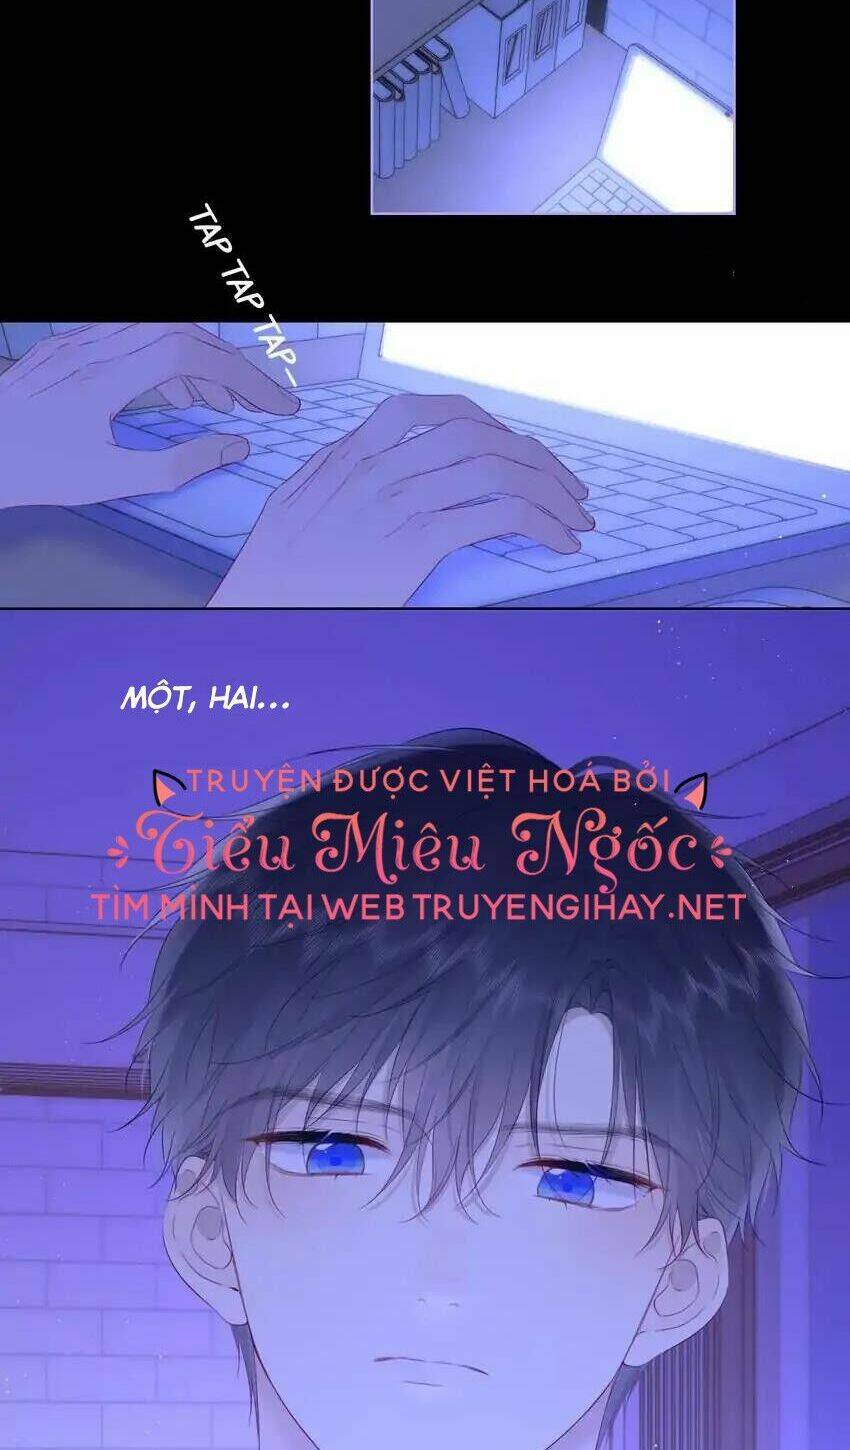 TAP TAP TAP TAP –
MỘT, HAI...
TRUYỆN ĐƯỢC VIỆT HOÁ BỞI
Tiểu Miêu Ngốc
TÌM MÌNH TẠI WEB TRUYENGIHAY.NET